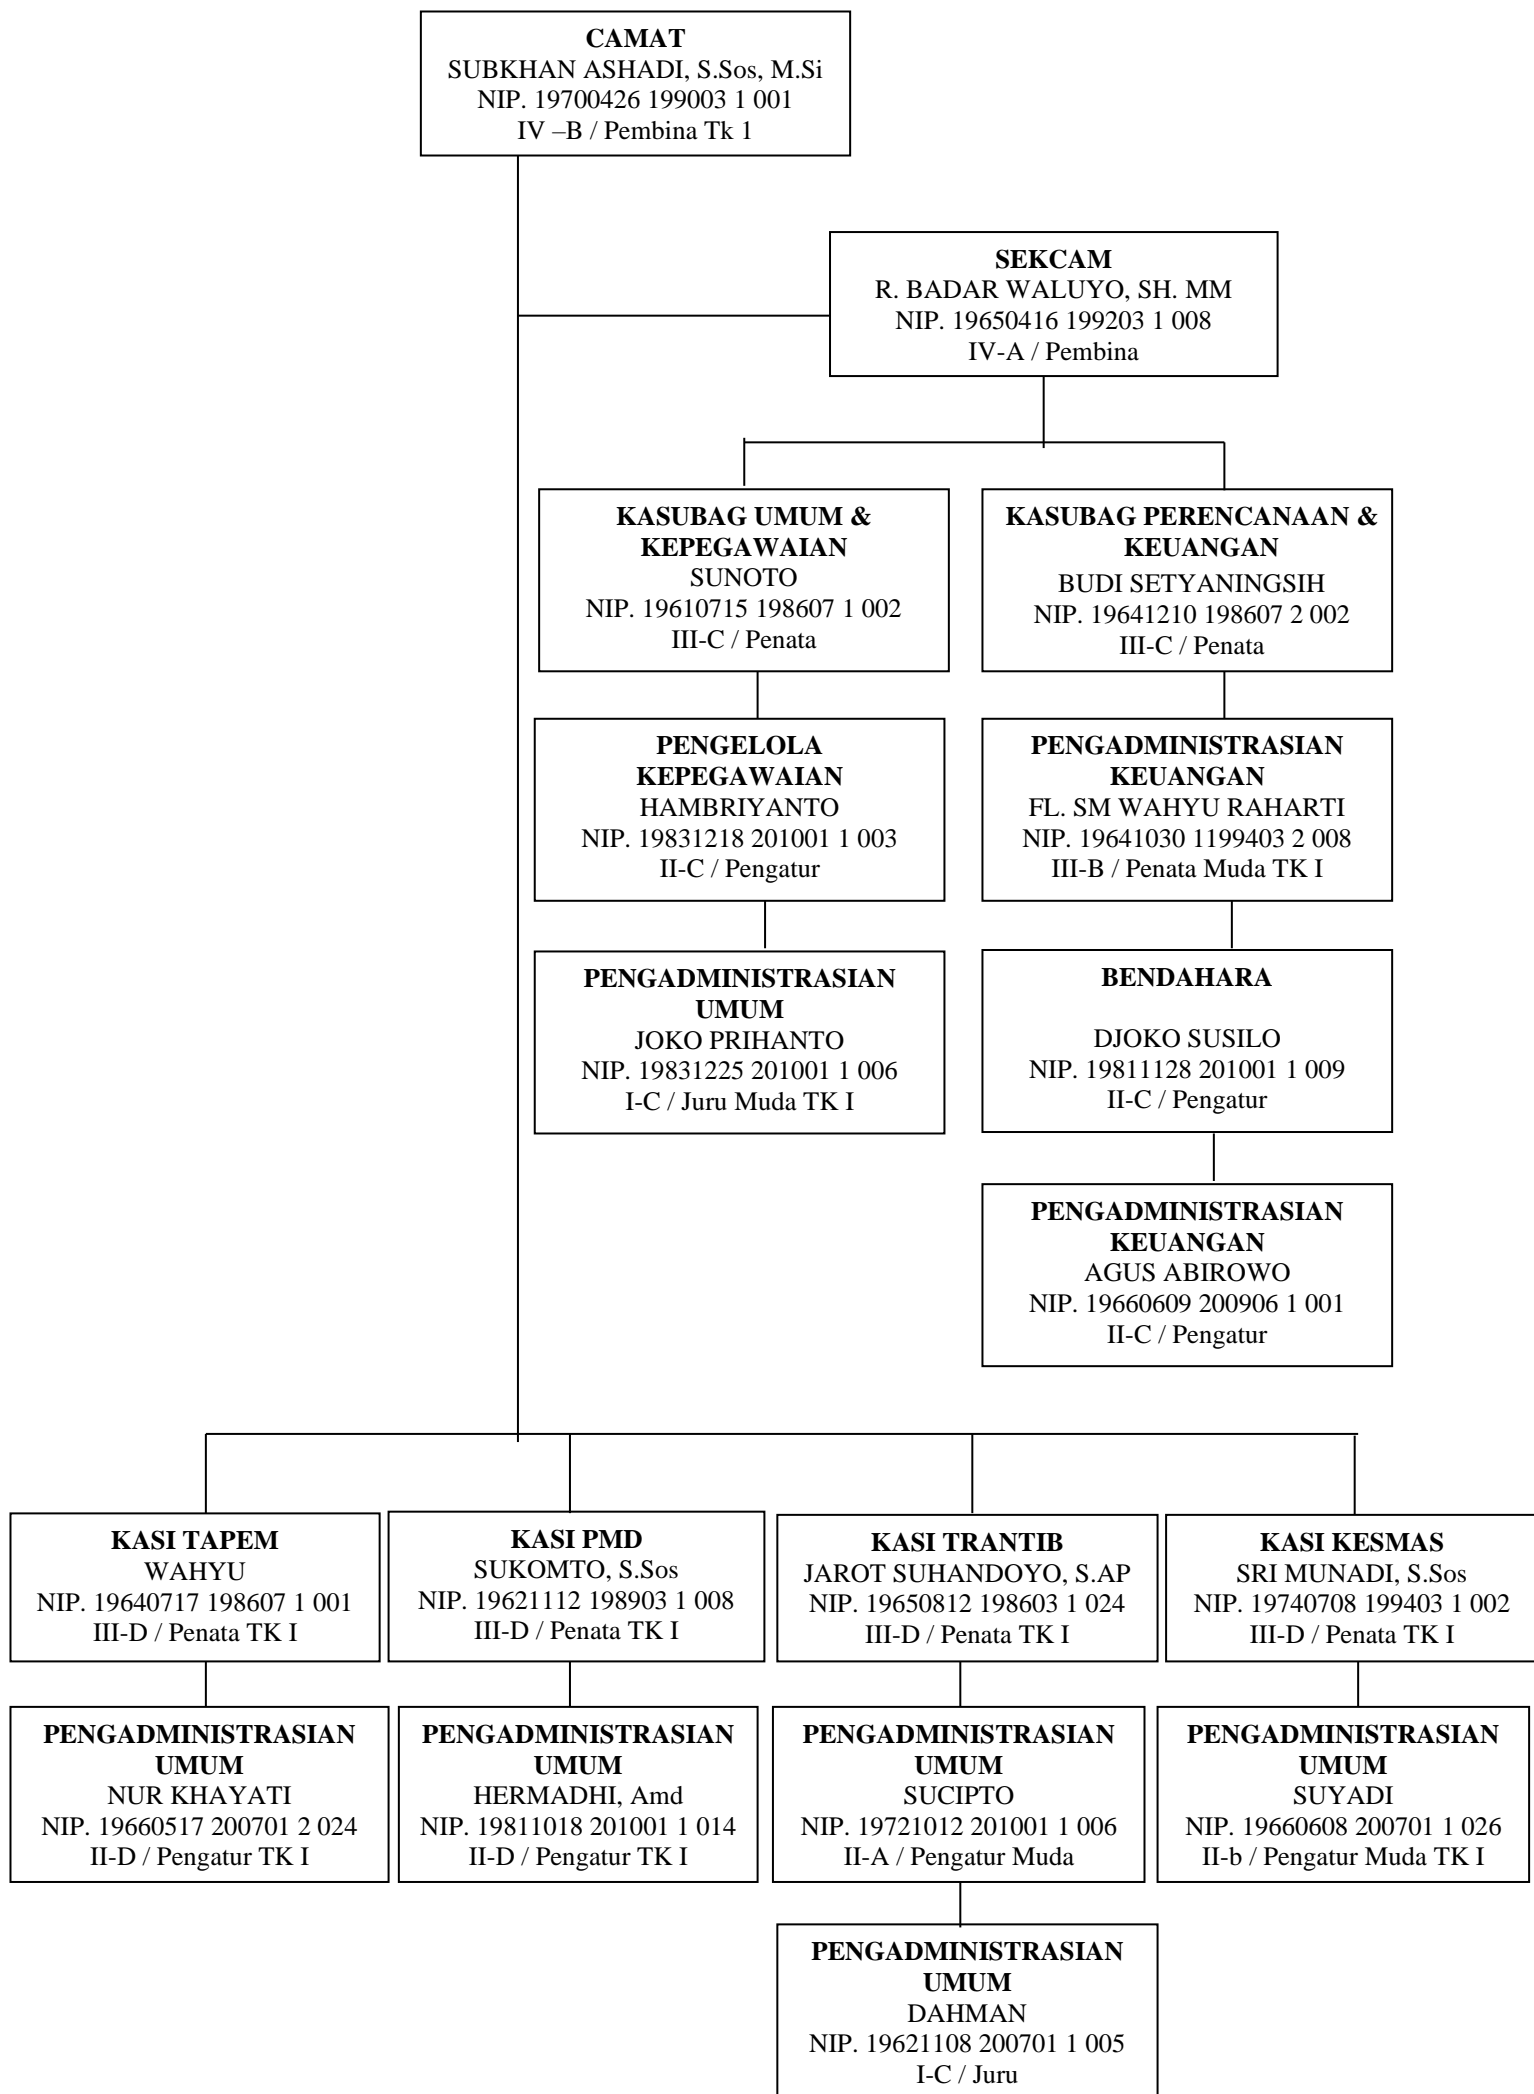 CAMAT
SUBKHAN ASHADI, S.Sos, M.Si
NIP. 19700426 199003 1 001
IV –B / Pembina Tk 1
SEKCAM
R. BADAR WALUYO, SH. MM
NIP. 19650416 199203 1 008
IV-A / Pembina
KASUBAG UMUM &
KEPEGAWAIAN
SUNOTO
NIP. 19610715 198607 1 002
III-C / Penata
KASUBAG PERENCANAAN &
KEUANGAN
BUDI SETYANINGSIH
NIP. 19641210 198607 2 002
III-C / Penata
PENGELOLA
KEPEGAWAIAN
HAMBRIYANTO
NIP. 19831218 201001 1 003
II-C / Pengatur
PENGADMINISTRASIAN
KEUANGAN
FL. SM WAHYU RAHARTI
NIP. 19641030 1199403 2 008
III-B / Penata Muda TK I
PENGADMINISTRASIAN
UMUM
JOKO PRIHANTO
NIP. 19831225 201001 1 006
I-C / Juru Muda TK I
BENDAHARA
DJOKO SUSILO
NIP. 19811128 201001 1 009
II-C / Pengatur
PENGADMINISTRASIAN
KEUANGAN
AGUS ABIROWO
NIP. 19660609 200906 1 001
II-C / Pengatur
KASI TAPEM
WAHYU
NIP. 19640717 198607 1 001
III-D / Penata TK I
KASI PMD
SUKOMTO, S.Sos
NIP. 19621112 198903 1 008
III-D / Penata TK I
KASI TRANTIB
JAROT SUHANDOYO, S.AP
NIP. 19650812 198603 1 024
III-D / Penata TK I
KASI KESMAS
SRI MUNADI, S.Sos
NIP. 19740708 199403 1 002
III-D / Penata TK I
PENGADMINISTRASIAN
UMUM
NUR KHAYATI
NIP. 19660517 200701 2 024
II-D / Pengatur TK I
PENGADMINISTRASIAN
UMUM
HERMADHI, Amd
NIP. 19811018 201001 1 014
II-D / Pengatur TK I
PENGADMINISTRASIAN
UMUM
SUCIPTO
NIP. 19721012 201001 1 006
II-A / Pengatur Muda
PENGADMINISTRASIAN
UMUM
SUYADI
NIP. 19660608 200701 1 026
II-b / Pengatur Muda TK I
PENGADMINISTRASIAN
UMUM
DAHMAN
NIP. 19621108 200701 1 005
I-C / Juru